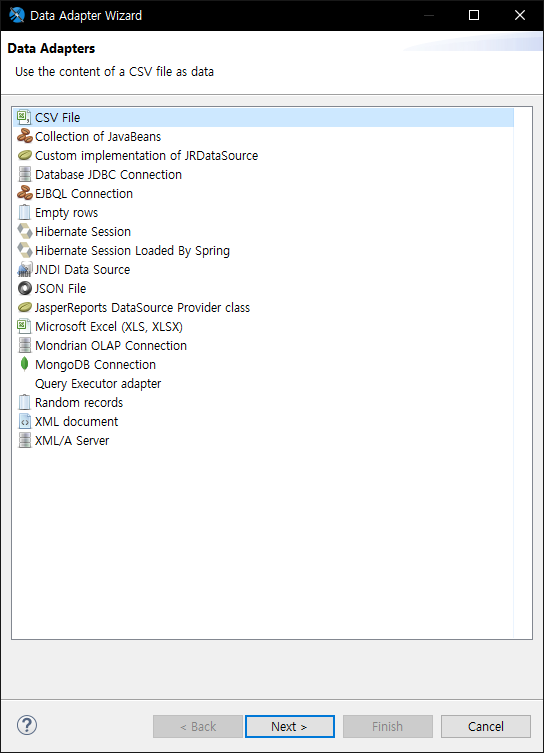 Data Adapter Wizard
Data Adapters
Use the content of a CSV file as data
CSV File
Collection of JavaBeans
Custom implementation of JRDataSource
Database JDBC Connection
EJBQL Connection
Empty rows
Hibernate Session
Hibernate Session Loaded By Spring
JNDI Data Source
JSON File
JasperReports DataSource Provider class
Microsoft Excel (XLS, XLSX)
Mondrian OLAP Connection
MongoDB Connection
Query Executor adapter
Random records
XML document
XML/A Server
? < Back Next > Finish Cancel